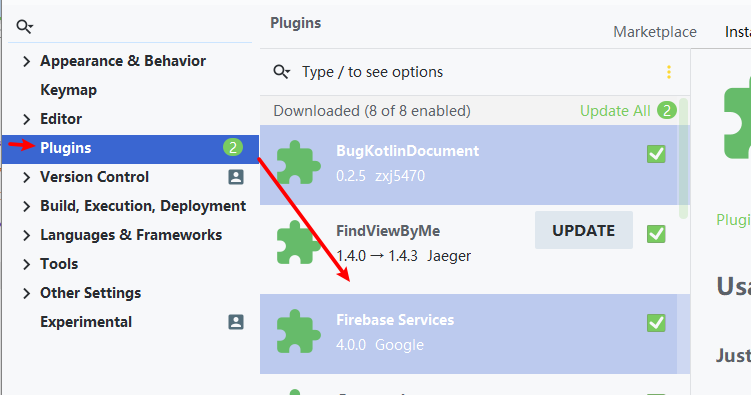 Plugins
Marketplace
Insta
Appearance & Behavior
Keymap
Editor
Plugins 2
Version Control
Build, Execution, Deployment
Languages & Frameworks
Tools
Other Settings
Experimental
Type / to see options
Downloaded (8 of 8 enabled) Update All 2
BugKotlinDocument
0.2.5 zxj5470
FindViewByMe
1.4.0 → 1.4.3 Jaeger
UPDATE
Firebase Services
4.0.0 Google
Plugi
Usa
Just